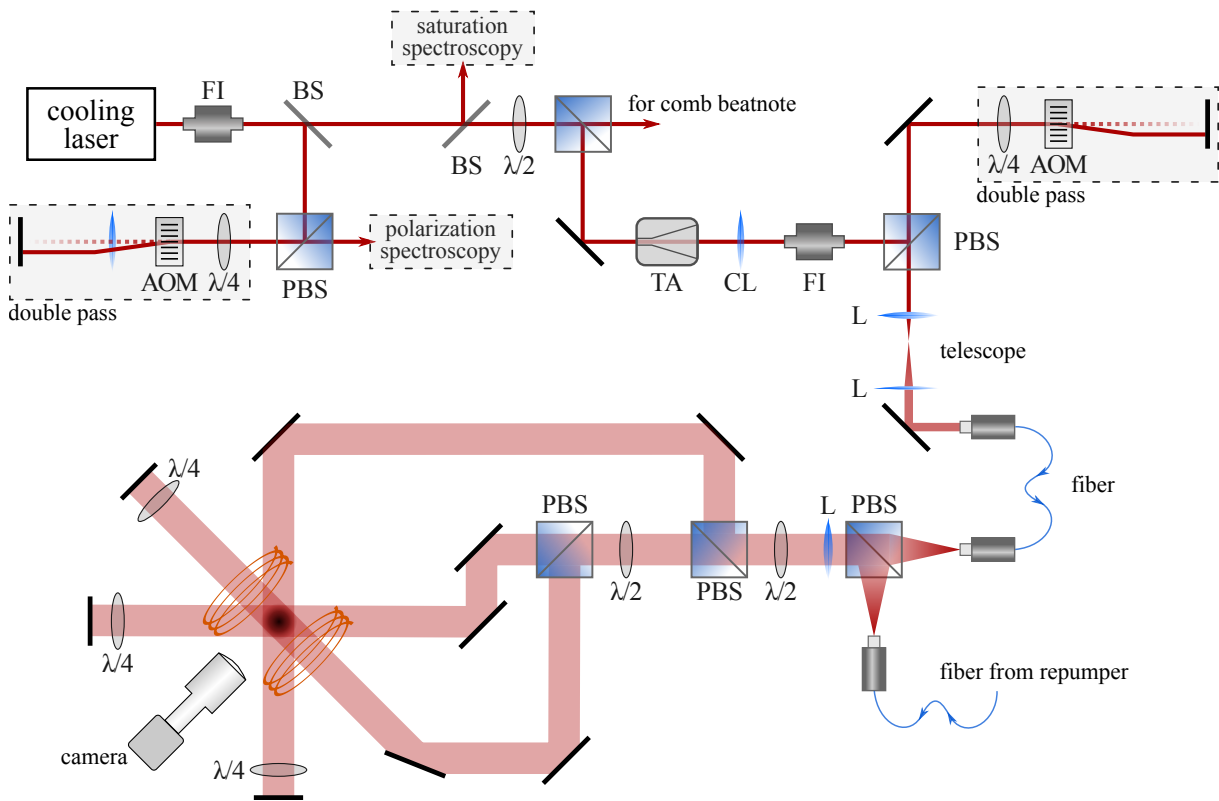 saturation
spectroscopy
cooling
laser
FI
BS
BS
λ/2
for comb beatnote
λ/4
AOM
double pass
AOM
λ/4
double pass
PBS
polarization
spectroscopy
TA
CL
FI
PBS
L
telescope
L
fiber
λ/4
PBS
λ/2
PBS
λ/2
L
PBS
λ/4
fiber from repumper
camera
λ/4